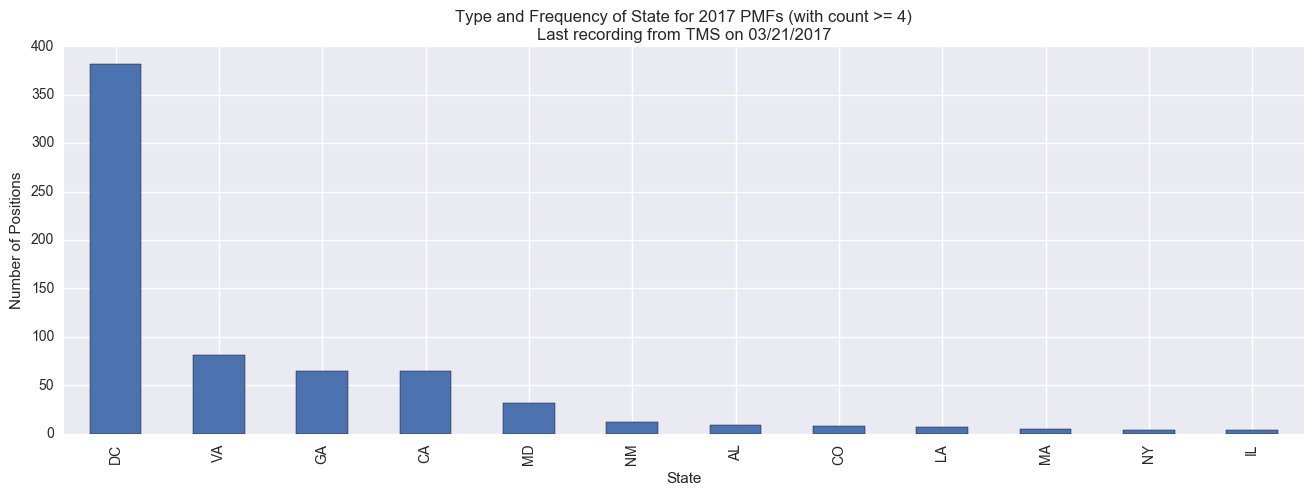 Type and Frequency of State for 2017 PMFs (with count >= 4)
Last recording from TMS on 03/21/2017
400
350
300
250
200
150
100
50
0
Number of Positions
DC
VA
GA
CA
MD
NM
AL
CO
LA
MA
NY
IL
State